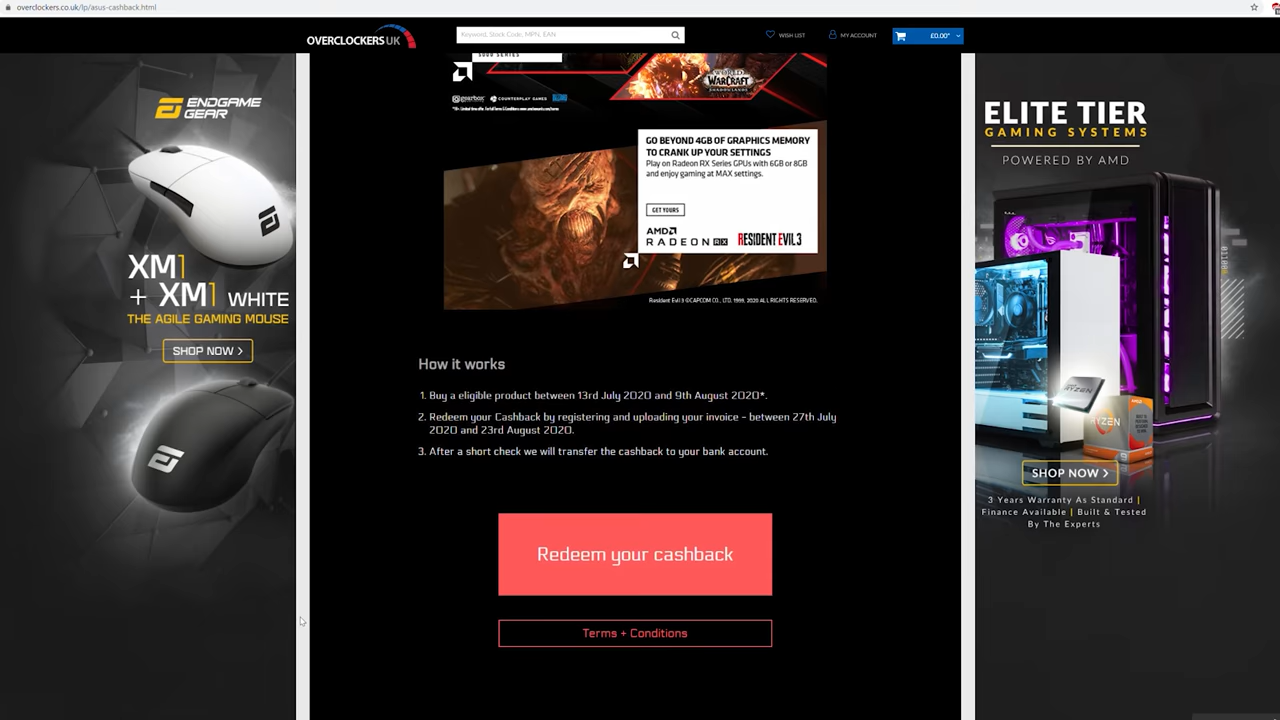 overclockers.co.uk/lp/asus-cashback.html
OVERCLOCKERS UK
Keyword, Stock Code, MPN, EAN
WISH LIST
MY ACCOUNT
£0.00*
ENDGAME
GEAR
XM1
+ XM1 WHITE
THE AGILE GAMING MOUSE
SHOP NOW >
5000 SERIES
WORLD
WARCRAFT
SHADOWLANDS
gearbox
COUNTERPLAY GAMES
GO BEYOND 4GB OF GRAPHICS MEMORY
TO CRANK UP YOUR SETTINGS
Play on Radeon RX Series GPUs with 6GB or 8GB
and enjoy gaming at MAX settings.
GET YOURS
AMD
RADEON RX
RESIDENT EVIL 3
Resident Evil 3 ©CAPCOM CO., LTD. 1999, 2020 ALL RIGHTS RESERVED.
How it works
1. Buy a eligible product between 13rd July 2020 and 9th August 2020*.
2. Redeem your Cashback by registering and uploading your invoice - between 27th July
2020 and 23rd August 2020.
3. After a short check we will transfer the cashback to your bank account.
Redeem your cashback
Terms + Conditions
ELITE TIER
GAMING SYSTEMS
POWERED BY AMD
RYZEN
RYZEN
9
SHOP NOW >
3 Years Warranty As Standard |
Finance Available | Built & Tested
By The Experts